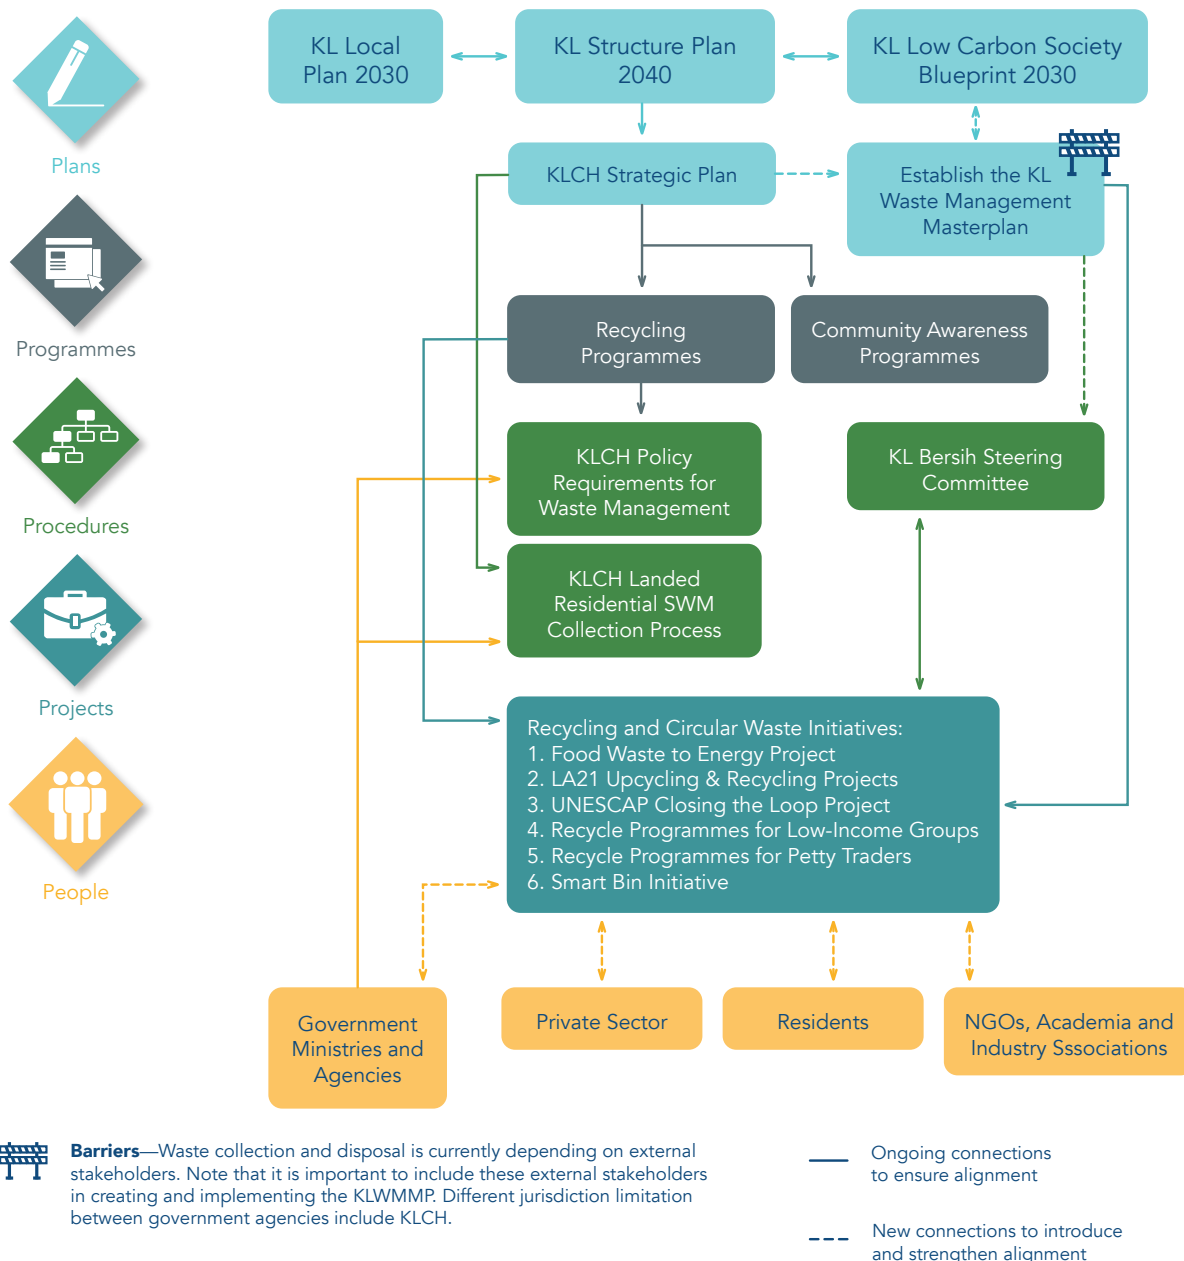 KL Local
Plan 2030
KL Structure Plan
2040
KL Low Carbon Society
Blueprint 2030
Plans
KLCH Strategic Plan
Establish the KL
Waste Management
Masterplan
Programmes
Recycling
Programmes
Community Awareness
Programmes
Procedures
KLCH Policy
Requirements for
Waste Management
KL Bersih Steering
Committee
KLCH Landed
Residential SWM
Collection Process
Projects
Recycling and Circular Waste Initiatives:
1. Food Waste to Energy Project
2. LA21 Upcycling & Recycling Projects
3. UNESCAP Closing the Loop Project
4. Recycle Programmes for Low-Income Groups
5. Recycle Programmes for Petty Traders
6. Smart Bin Initiative
People
Government
Ministries and
Agencies
Private Sector
Residents
NGOs, Academia and
Industry Sssociations
Barriers—Waste collection and disposal is currently depending on external
stakeholders. Note that it is important to include these external stakeholders
in creating and implementing the KLWMMP. Different jurisdiction limitation
between government agencies include KLCH.
Ongoing connections
to ensure alignment
New connections to introduce
and strengthen alignment